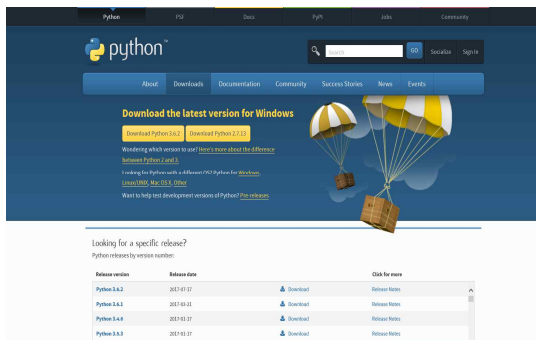 Python PSF Docs PyPI Jobs Community
python™
Search GO Socialize Sign In
About Downloads Documentation Community Success Stories News Events
Download the latest version for Windows
Download Python 3.6.2 Download Python 2.7.13
Wondering which version to use? Here's more about the difference
between Python 2 and 3.
Looking for Python with a different OS? Python for Windows,
Linux/UNIX, Mac OS X, Other
Want to help test development versions of Python? Pre-releases
Looking for a specific release?
Python releases by version number:
Release version Release date Click for more
Python 3.6.2 2017-07-17 Download Release Notes
Python 3.6.1 2017-03-21 Download Release Notes
Python 3.4.6 2017-01-17 Download Release Notes
Python 3.5.3 2017-01-17 Download Release Notes